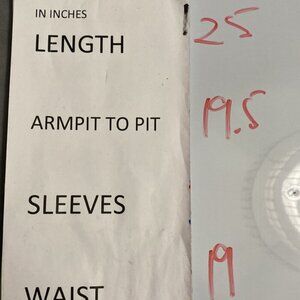 IN INCHES
LENGTH 25
ARMPIT TO PIT 19.5
SLEEVES
WAIST 19